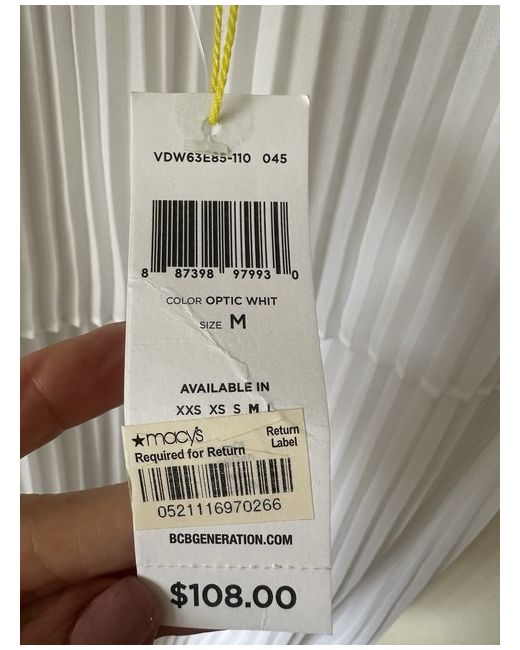 VDW63E85-110 045
8 87398 97993 0
COLOR OPTIC WHIT
SIZE M
AVAILABLE IN
XXS XS S M L
★macy's
Return
Label
Required for Return
0521116970266
BCBGENERATION.COM
$108.00